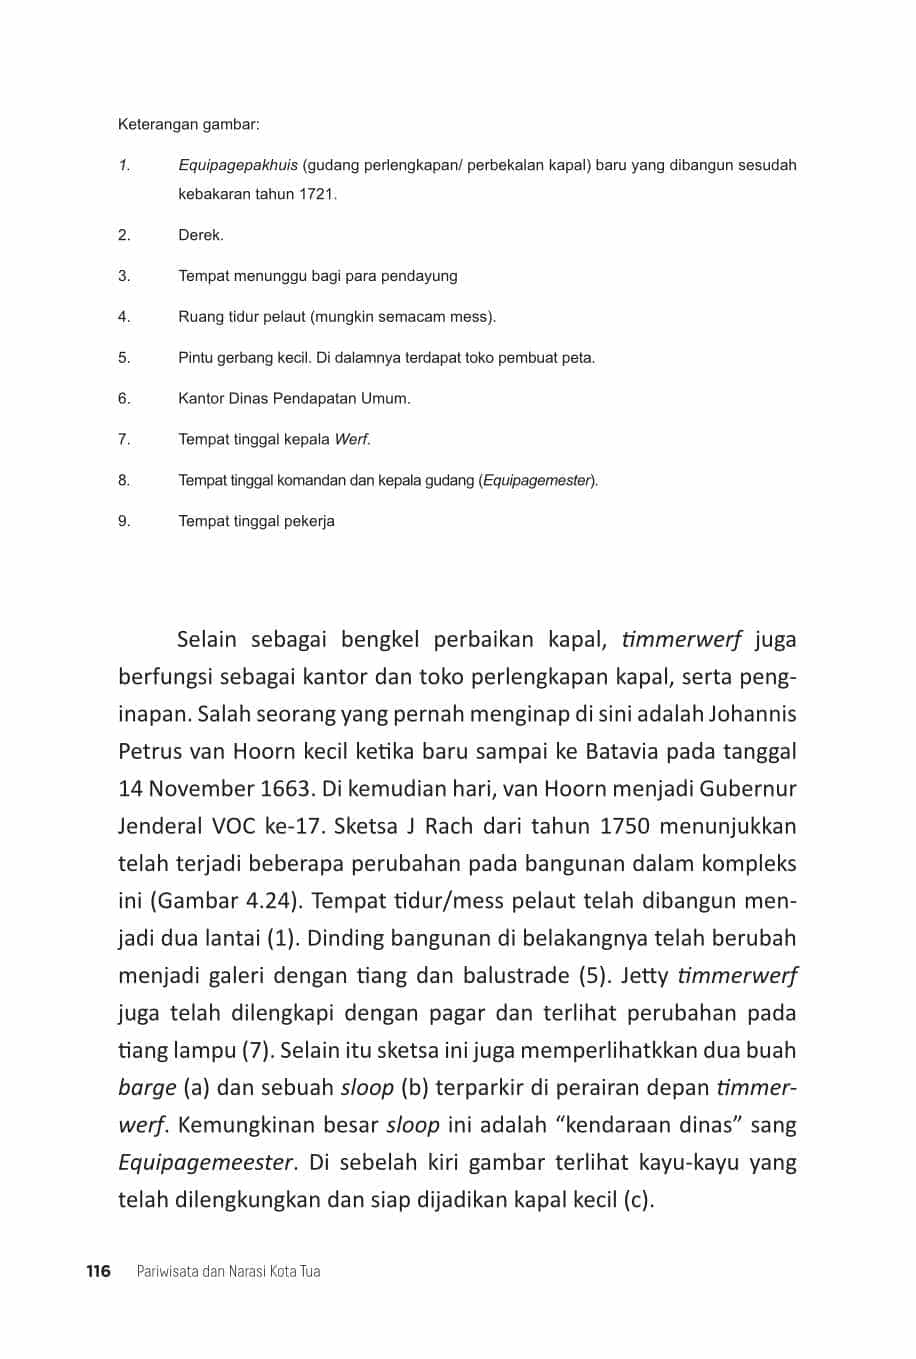 Keterangan gambar:
1. Equipagepakhuis (gudang perlengkapan/ perbekalan kapal) baru yang dibangun sesudah
kebakaran tahun 1721.
2. Derek.
3. Tempat menunggu bagi para pendayung
4. Ruang tidur pelaut (mungkin semacam mess).
5. Pintu gerbang kecil. Di dalamnya terdapat toko pembuat peta.
6. Kantor Dinas Pendapatan Umum.
7. Tempat tinggal kepala Werf.
8. Tempat tinggal komandan dan kepala gudang (Equipagemester).
9. Tempat tinggal pekerja
Selain sebagai bengkel perbaikan kapal, timmerwerf juga
berfungsi sebagai kantor dan toko perlengkapan kapal, serta peng-
inapan. Salah seorang yang pernah menginap di sini adalah Johannis
Petrus van Hoorn kecil ketika baru sampai ke Batavia pada tanggal
14 November 1663. Di kemudian hari, van Hoorn menjadi Gubernur
Jenderal VOC ke-17. Sketsa J Rach dari tahun 1750 menunjukkan
telah terjadi beberapa perubahan pada bangunan dalam kompleks
ini (Gambar 4.24). Tempat tidur/mess pelaut telah dibangun men-
jadi dua lantai (1). Dinding bangunan di belakangnya telah berubah
menjadi galeri dengan tiang dan balustrade (5). Jetty timmerwerf
juga telah dilengkapi dengan pagar dan terlihat perubahan pada
tiang lampu (7). Selain itu sketsa ini juga memperlihatkkan dua buah
barge (a) dan sebuah sloop (b) terparkir di perairan depan timmer-
werf. Kemungkinan besar sloop ini adalah “kendaraan dinas” sang
Equipagemeester. Di sebelah kiri gambar terlihat kayu-kayu yang
telah dilengkungkan dan siap dijadikan kapal kecil (c).
116 Pariwisata dan Narasi Kota Tua